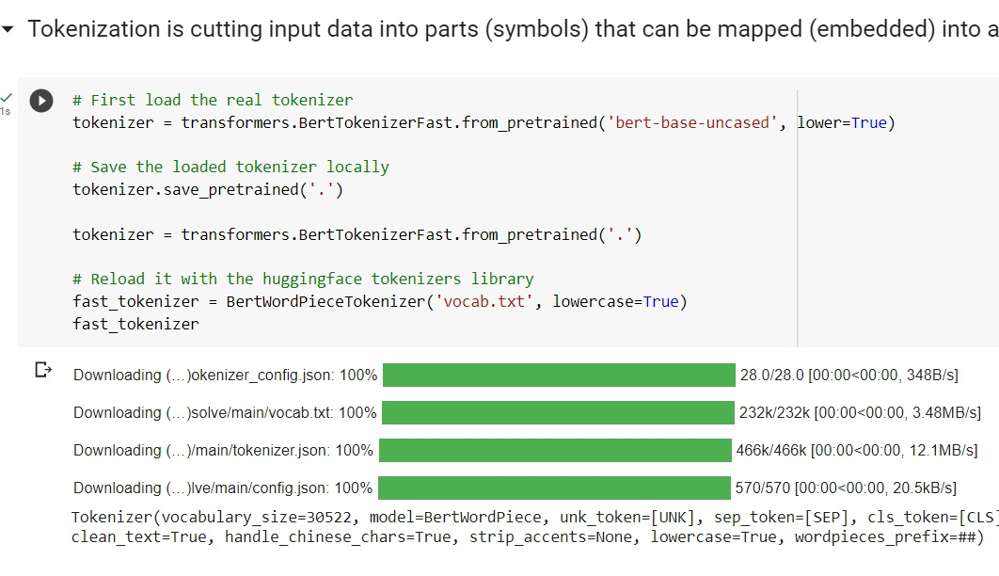 Tokenization is cutting input data into parts (symbols) that can be mapped (embedded) into a
1s
# First load the real tokenizer
tokenizer = transformers.BertTokenizerFast.from_pretrained('bert-base-uncased', lower=True)
# Save the loaded tokenizer locally
tokenizer.save_pretrained('.')
tokenizer = transformers.BertTokenizerFast.from_pretrained('.')
# Reload it with the huggingface tokenizers library
fast_tokenizer = BertWordPieceTokenizer('vocab.txt', lowercase=True)
fast_tokenizer
Downloading (…)okenizer_config.json: 100% 28.0/28.0 [00:00<00:00, 348B/s]
Downloading (…)solve/main/vocab.txt: 100% 232k/232k [00:00<00:00, 3.48MB/s]
Downloading (…)/main/tokenizer.json: 100% 466k/466k [00:00<00:00, 12.1MB/s]
Downloading (…)lve/main/config.json: 100% 570/570 [00:00<00:00, 20.5kB/s]
Tokenizer(vocabulary_size=30522, model=BertWordPiece, unk_token=[UNK], sep_token=[SEP], cls_token=[CLS]
clean_text=True, handle_chinese_chars=True, strip_accents=None, lowercase=True, wordpieces_prefix=##)